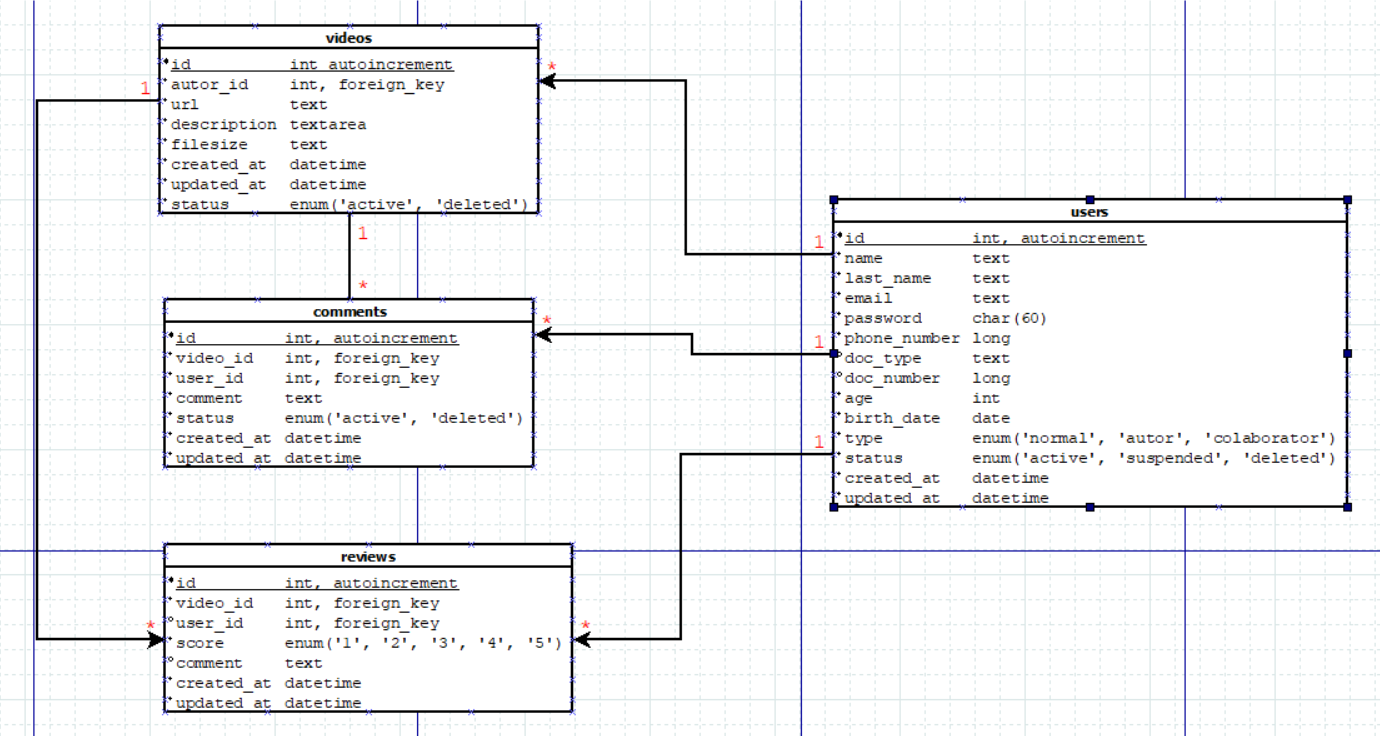 videos
id int autoincrement
autor_id int, foreign_key
url text
description textarea
filesize text
created_at datetime
updated_at datetime
status enum('active', 'deleted')
1
*
1
*
comments
id int, autoincrement
video_id int, foreign_key
user_id int, foreign_key
comment text
status enum('active', 'deleted')
created_at datetime
updated_at datetime
*
reviews
id int, autoincrement
video_id int, foreign_key
user_id int, foreign_key
score enum('1', '2', '3', '4', '5')
comment text
created_at datetime
updated_at datetime
*
*
users
id int, autoincrement
name text
last_name text
email text
password char(60)
phone_number long
doc_type text
doc_number long
age int
birth_date date
type enum('normal', 'autor', 'colaborator')
status enum('active', 'suspended', 'deleted')
created_at datetime
updated_at datetime
1
1
1